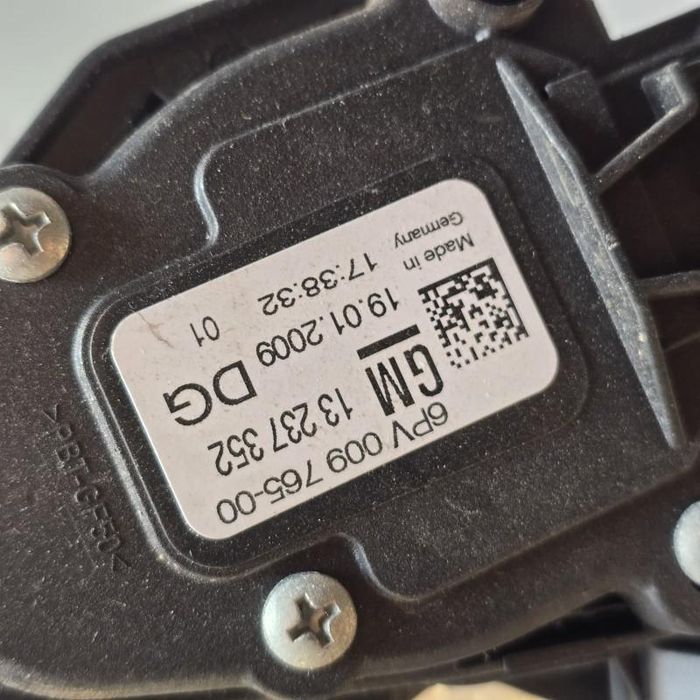 6PV 009 765-00
GM 13 237 352
DG
19.01.2009 01
17:38:32
Made in
Germany
>PBT-GF30<